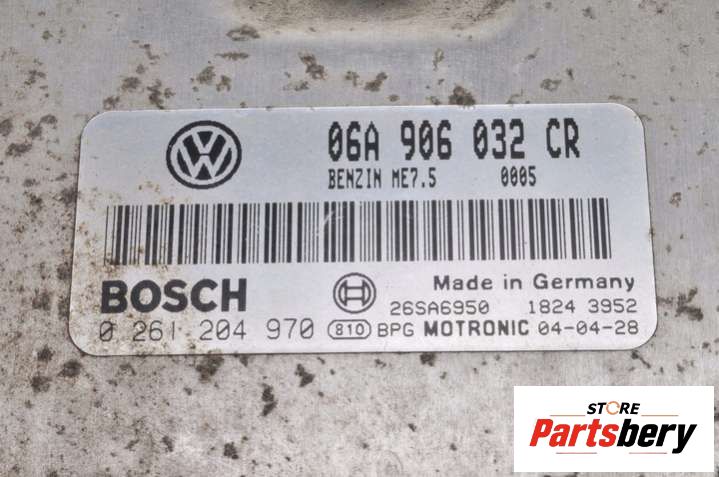 06A 906 032 CR
BENZIN ME7.5 0005
BOSCH
Made in Germany
26SA6950 1824 3952
0 261 204 970 810 BPG MOTRONIC 04-04-28
STORE
Partsbery